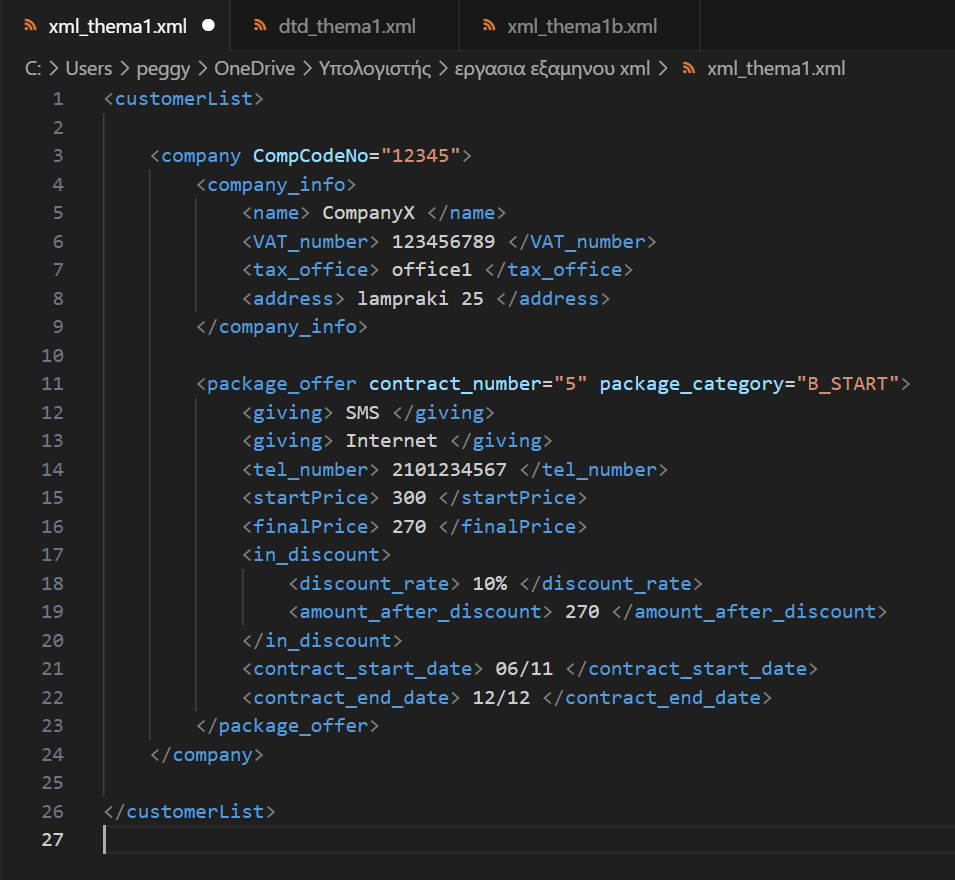 xml_thema1.xml dtd_thema1.xml xml_thema1b.xml
C: > Users > peggy > OneDrive > Υπολογιστής > εργασια εξαμηνου xml > xml_thema1.xml
1 <customerList>
2
3 <company CompCodeNo="12345">
4 <company_info>
5 <name> CompanyX </name>
6 <VAT_number> 123456789 </VAT_number>
7 <tax_office> office1 </tax_office>
8 <address> lampraki 25 </address>
9 </company_info>
10
11 <package_offer contract_number="5" package_category="B_START">
12 <giving> SMS </giving>
13 <giving> Internet </giving>
14 <tel_number> 2101234567 </tel_number>
15 <startPrice> 300 </startPrice>
16 <finalPrice> 270 </finalPrice>
17 <in_discount>
18 <discount_rate> 10% </discount_rate>
19 <amount_after_discount> 270 </amount_after_discount>
20 </in_discount>
21 <contract_start_date> 06/11 </contract_start_date>
22 <contract_end_date> 12/12 </contract_end_date>
23 </package_offer>
24 </company>
25
26 </customerList>
27